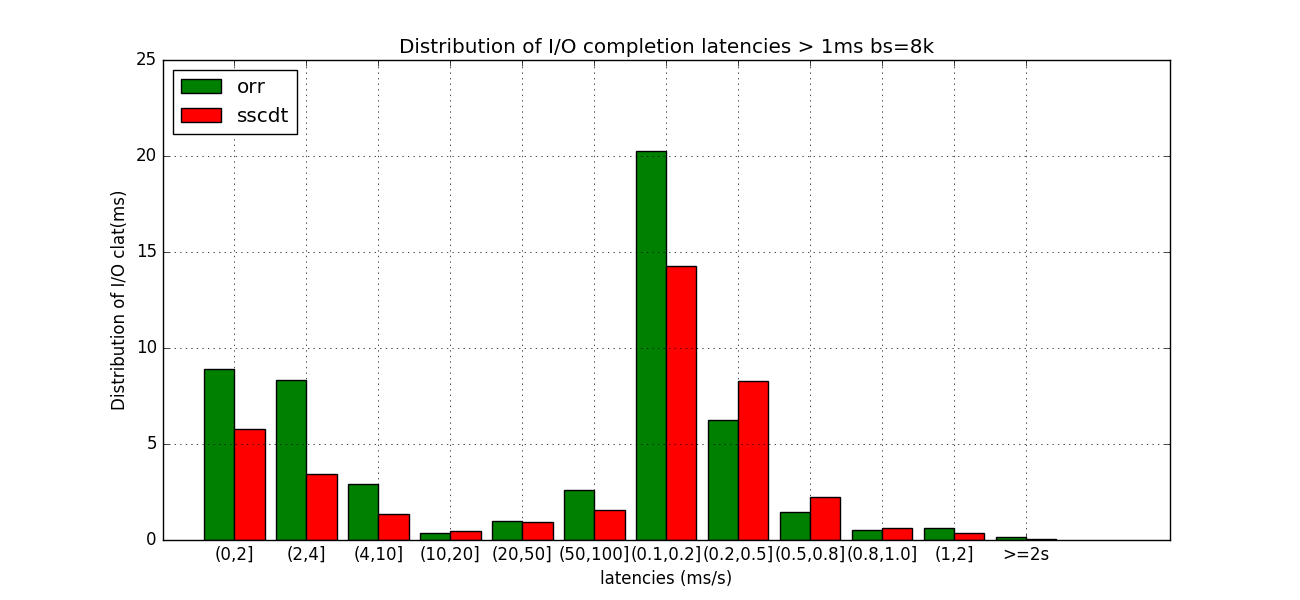 Distribution of I/O completion latencies > 1ms bs=8k
25
20
15
10
5
0
orr
sscdt
Distribution of I/O clat(ms)
(0,2] (2,4] (4,10] (10,20] (20,50] (50,100] (0.1,0.2] (0.2,0.5] (0.5,0.8] (0.8,1.0] (1,2] >=2s
latencies (ms/s)